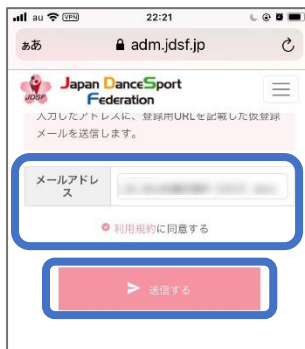 au VPN 22:21
ああ adm.jdsf.jp
Japan DanceSport
Federation
JDSF
入力したアドレスに、登録用URLを記載した仮登録
メールを送信します。
メールアドレ
ス
利用規約に同意する
送信する